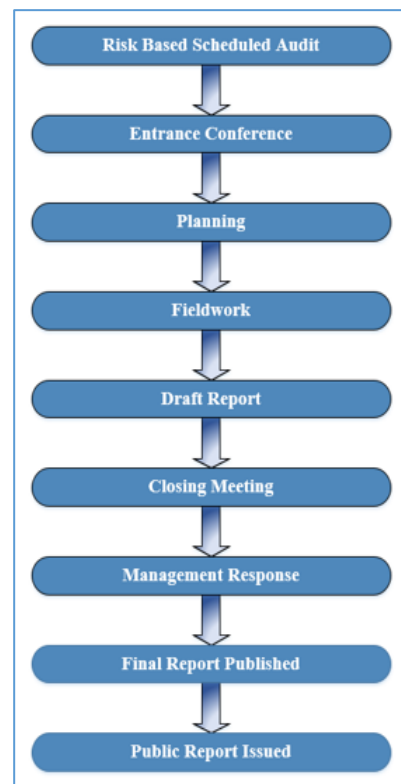 Risk Based Scheduled Audit
Entrance Conference
Planning
Fieldwork
Draft Report
Closing Meeting
Management Response
Final Report Published
Public Report Issued